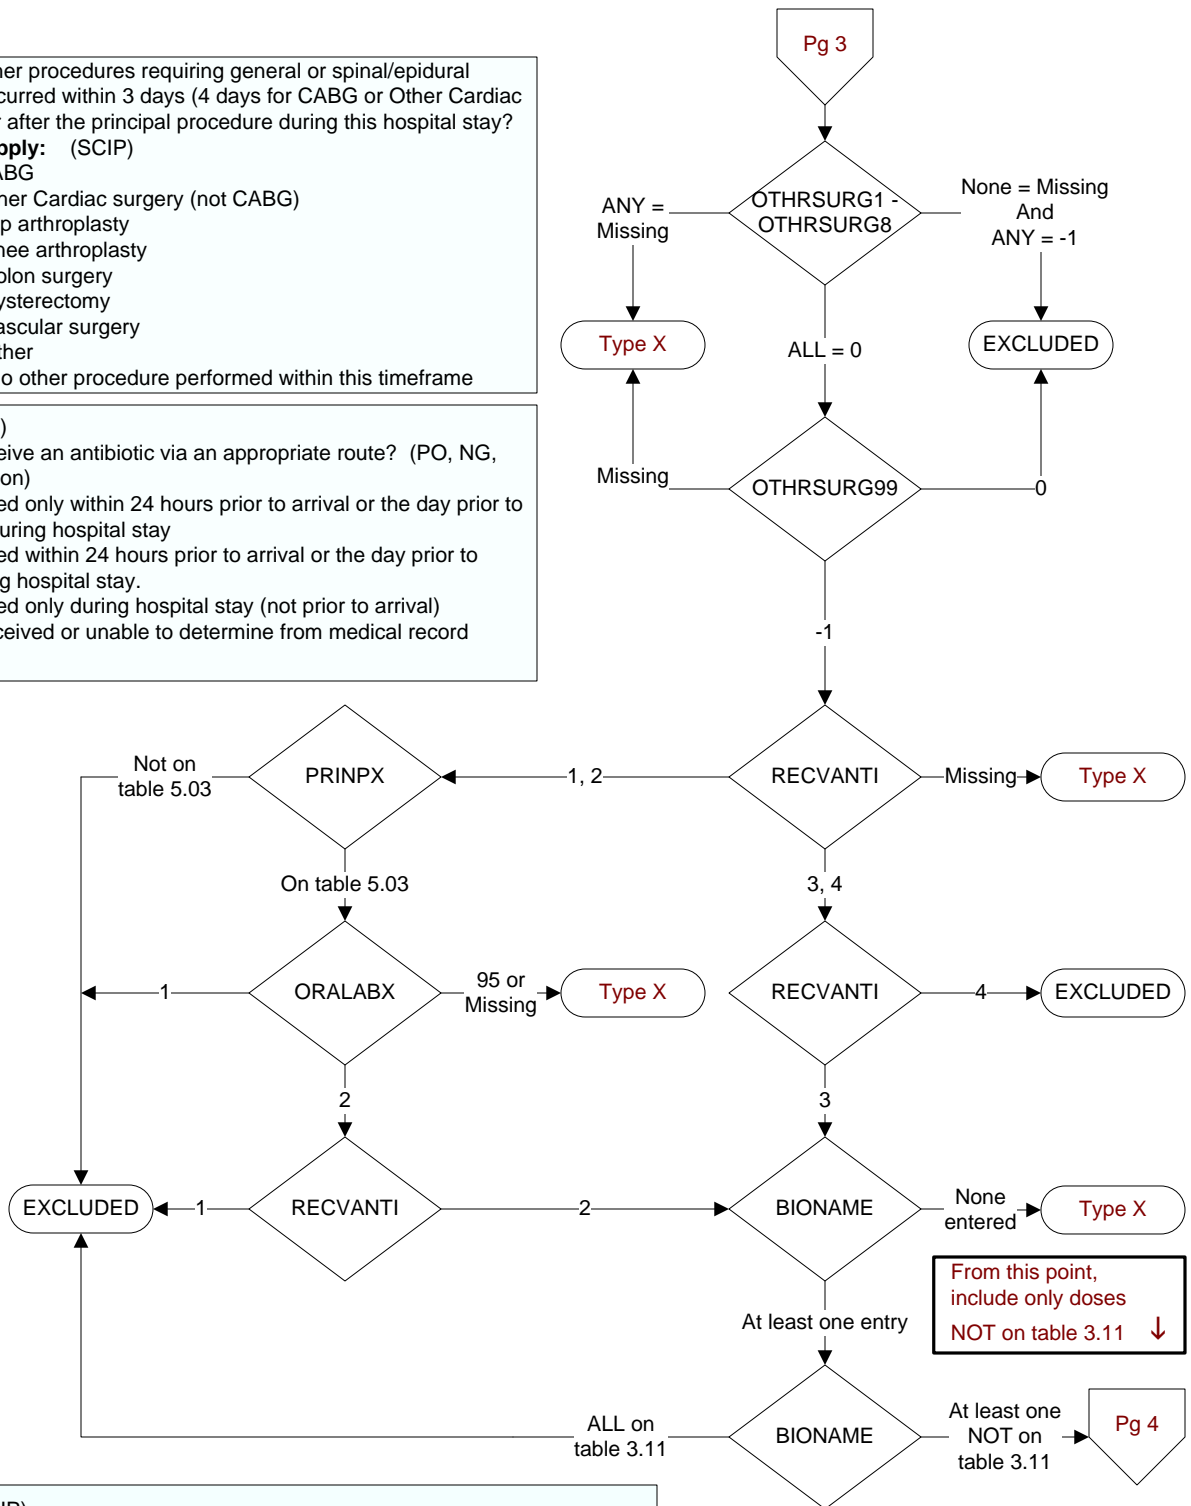 Pg 3
her procedures requiring general or spinal/epidural
curred within 3 days (4 days for CABG or Other Cardiac
r after the principal procedure during this hospital stay?
pply: (SCIP)
ABG
her Cardiac surgery (not CABG)
p arthroplasty
nee arthroplasty
olon surgery
ysterectomy
ascular surgery
ther
o other procedure performed within this timeframe
ANY =
Missing
OTHRSURG1 -
OTHRSURG8
None = Missing
And
ANY = -1
Type X
ALL = 0
EXCLUDED
)
eive an antibiotic via an appropriate route? (PO, NG,
on)
ed only within 24 hours prior to arrival or the day prior to
uring hospital stay
ed within 24 hours prior to arrival or the day prior to
g hospital stay.
ed only during hospital stay (not prior to arrival)
ceived or unable to determine from medical record
Missing
OTHRSURG99
0
-1
Not on
table 5.03
PRINPX
1, 2
RECVANTI
Missing
Type X
On table 5.03
3, 4
1
ORALABX
95 or
Missing
Type X
RECVANTI
4
EXCLUDED
2
3
EXCLUDED
1
RECVANTI
2
BIONAME
None
entered
Type X
From this point,
include only doses
NOT on table 3.11 ↓
At least one entry
ALL on
table 3.11
BIONAME
At least one
NOT on
table 3.11
Pg 4